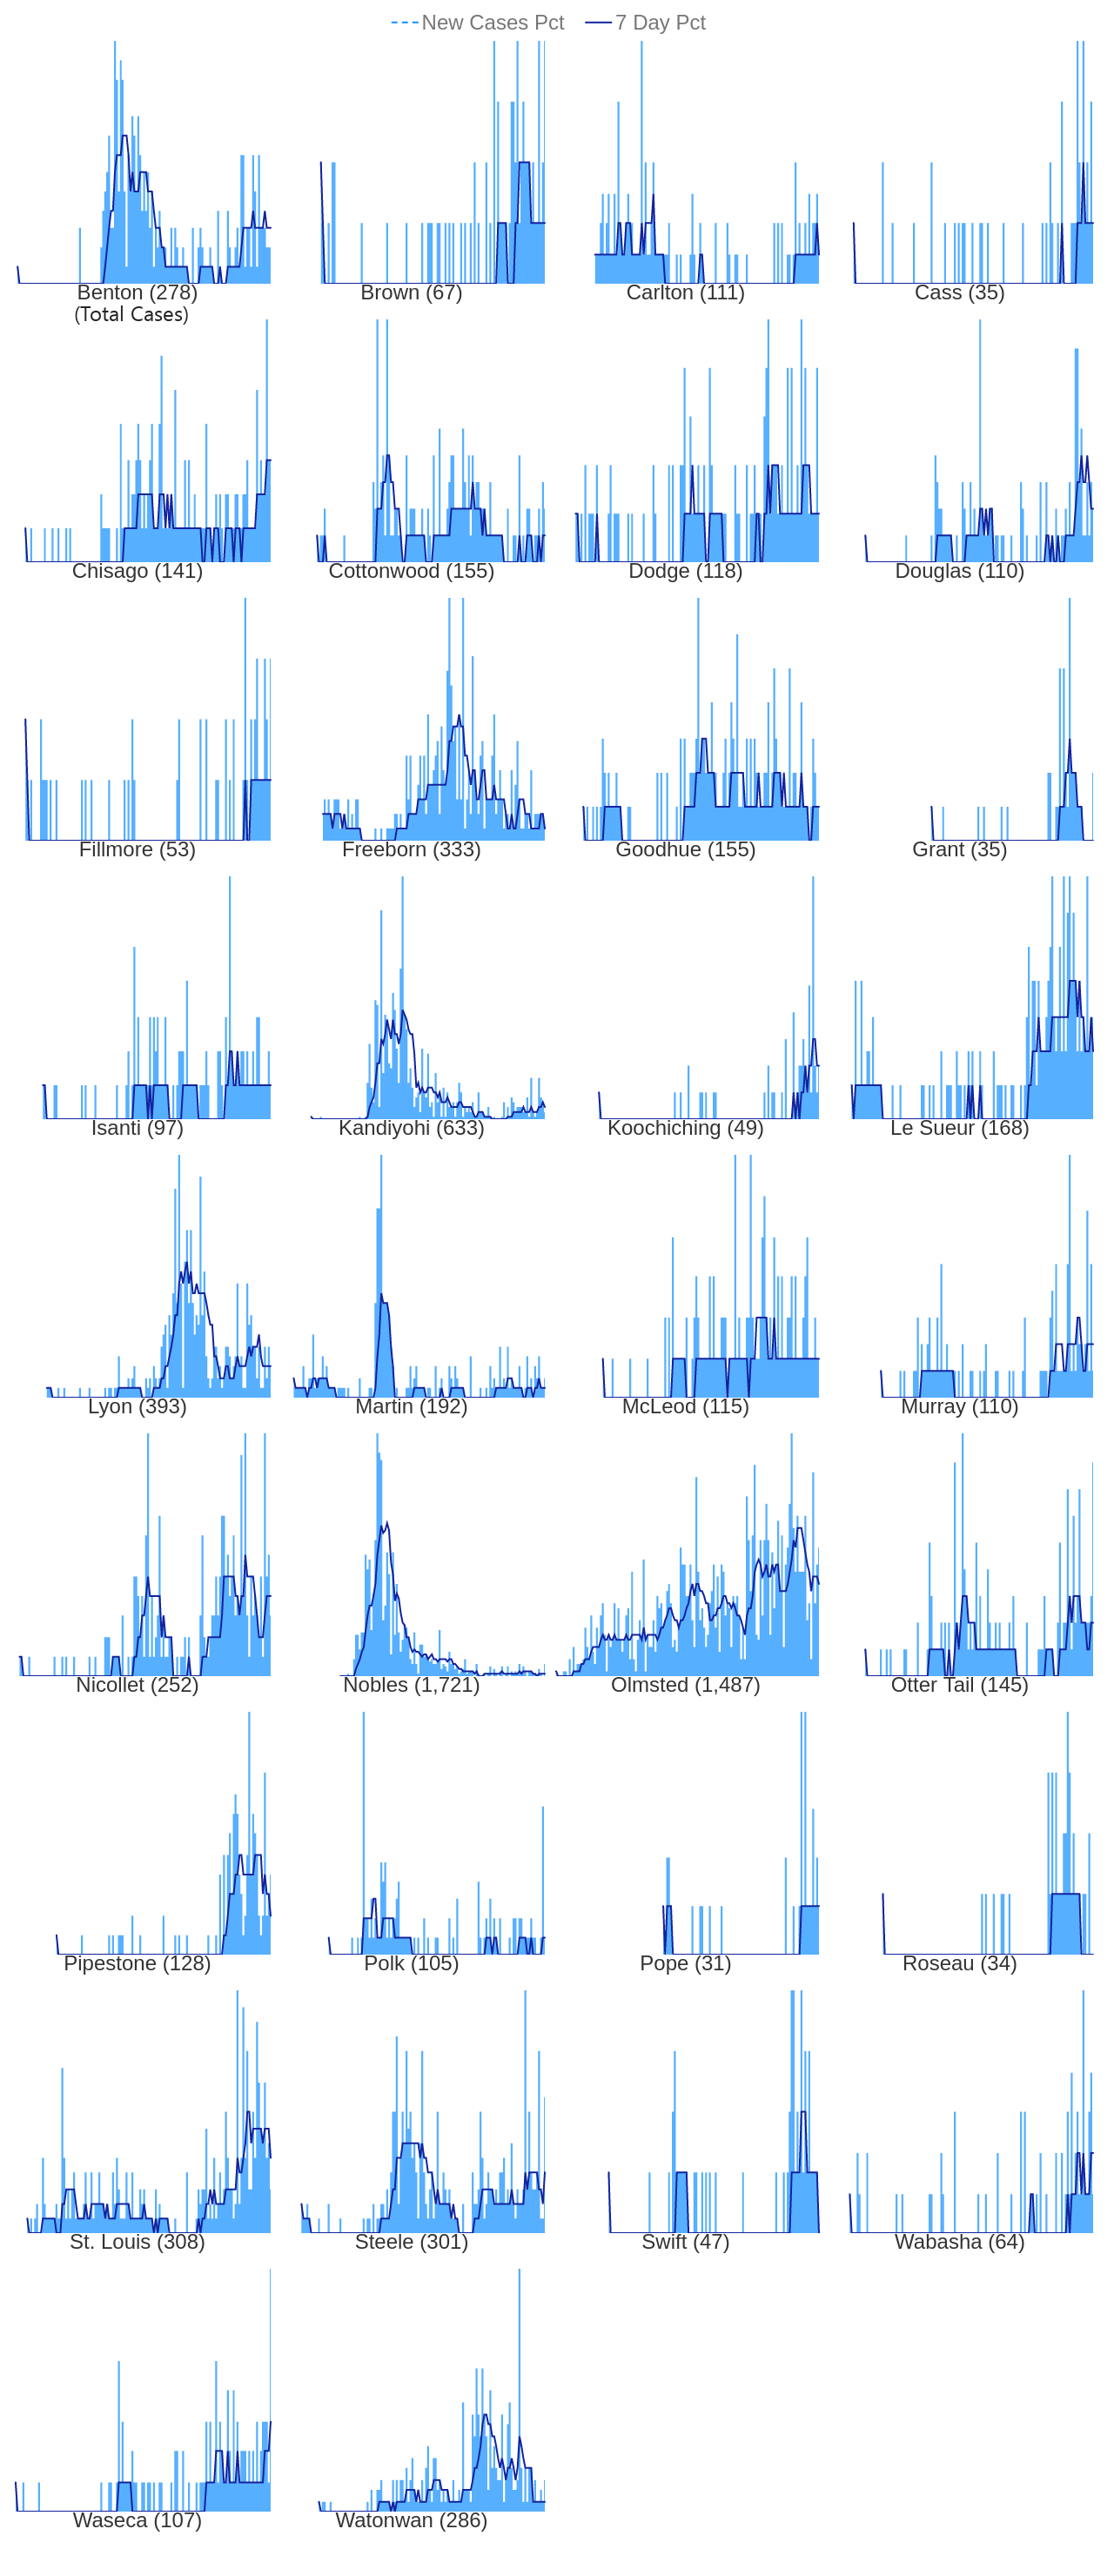 New Cases Pct 7 Day Pct
Benton (278) Brown (67) Carlton (111) Cass (35)
(Total Cases)
Chisago (141) Cottonwood (155) Dodge (118) Douglas (110)
Fillmore (53) Freeborn (333) Goodhue (155) Grant (35)
Isanti (97) Kandiyohi (633) Koochiching (49) Le Sueur (168)
Lyon (393) Martin (192) McLeod (115) Murray (110)
Nicollet (252) Nobles (1,721) Olmsted (1,487) Otter Tail (145)
Pipestone (128) Polk (105) Pope (31) Roseau (34)
St. Louis (308) Steele (301) Swift (47) Wabasha (64)
Waseca (107) Watonwan (286)